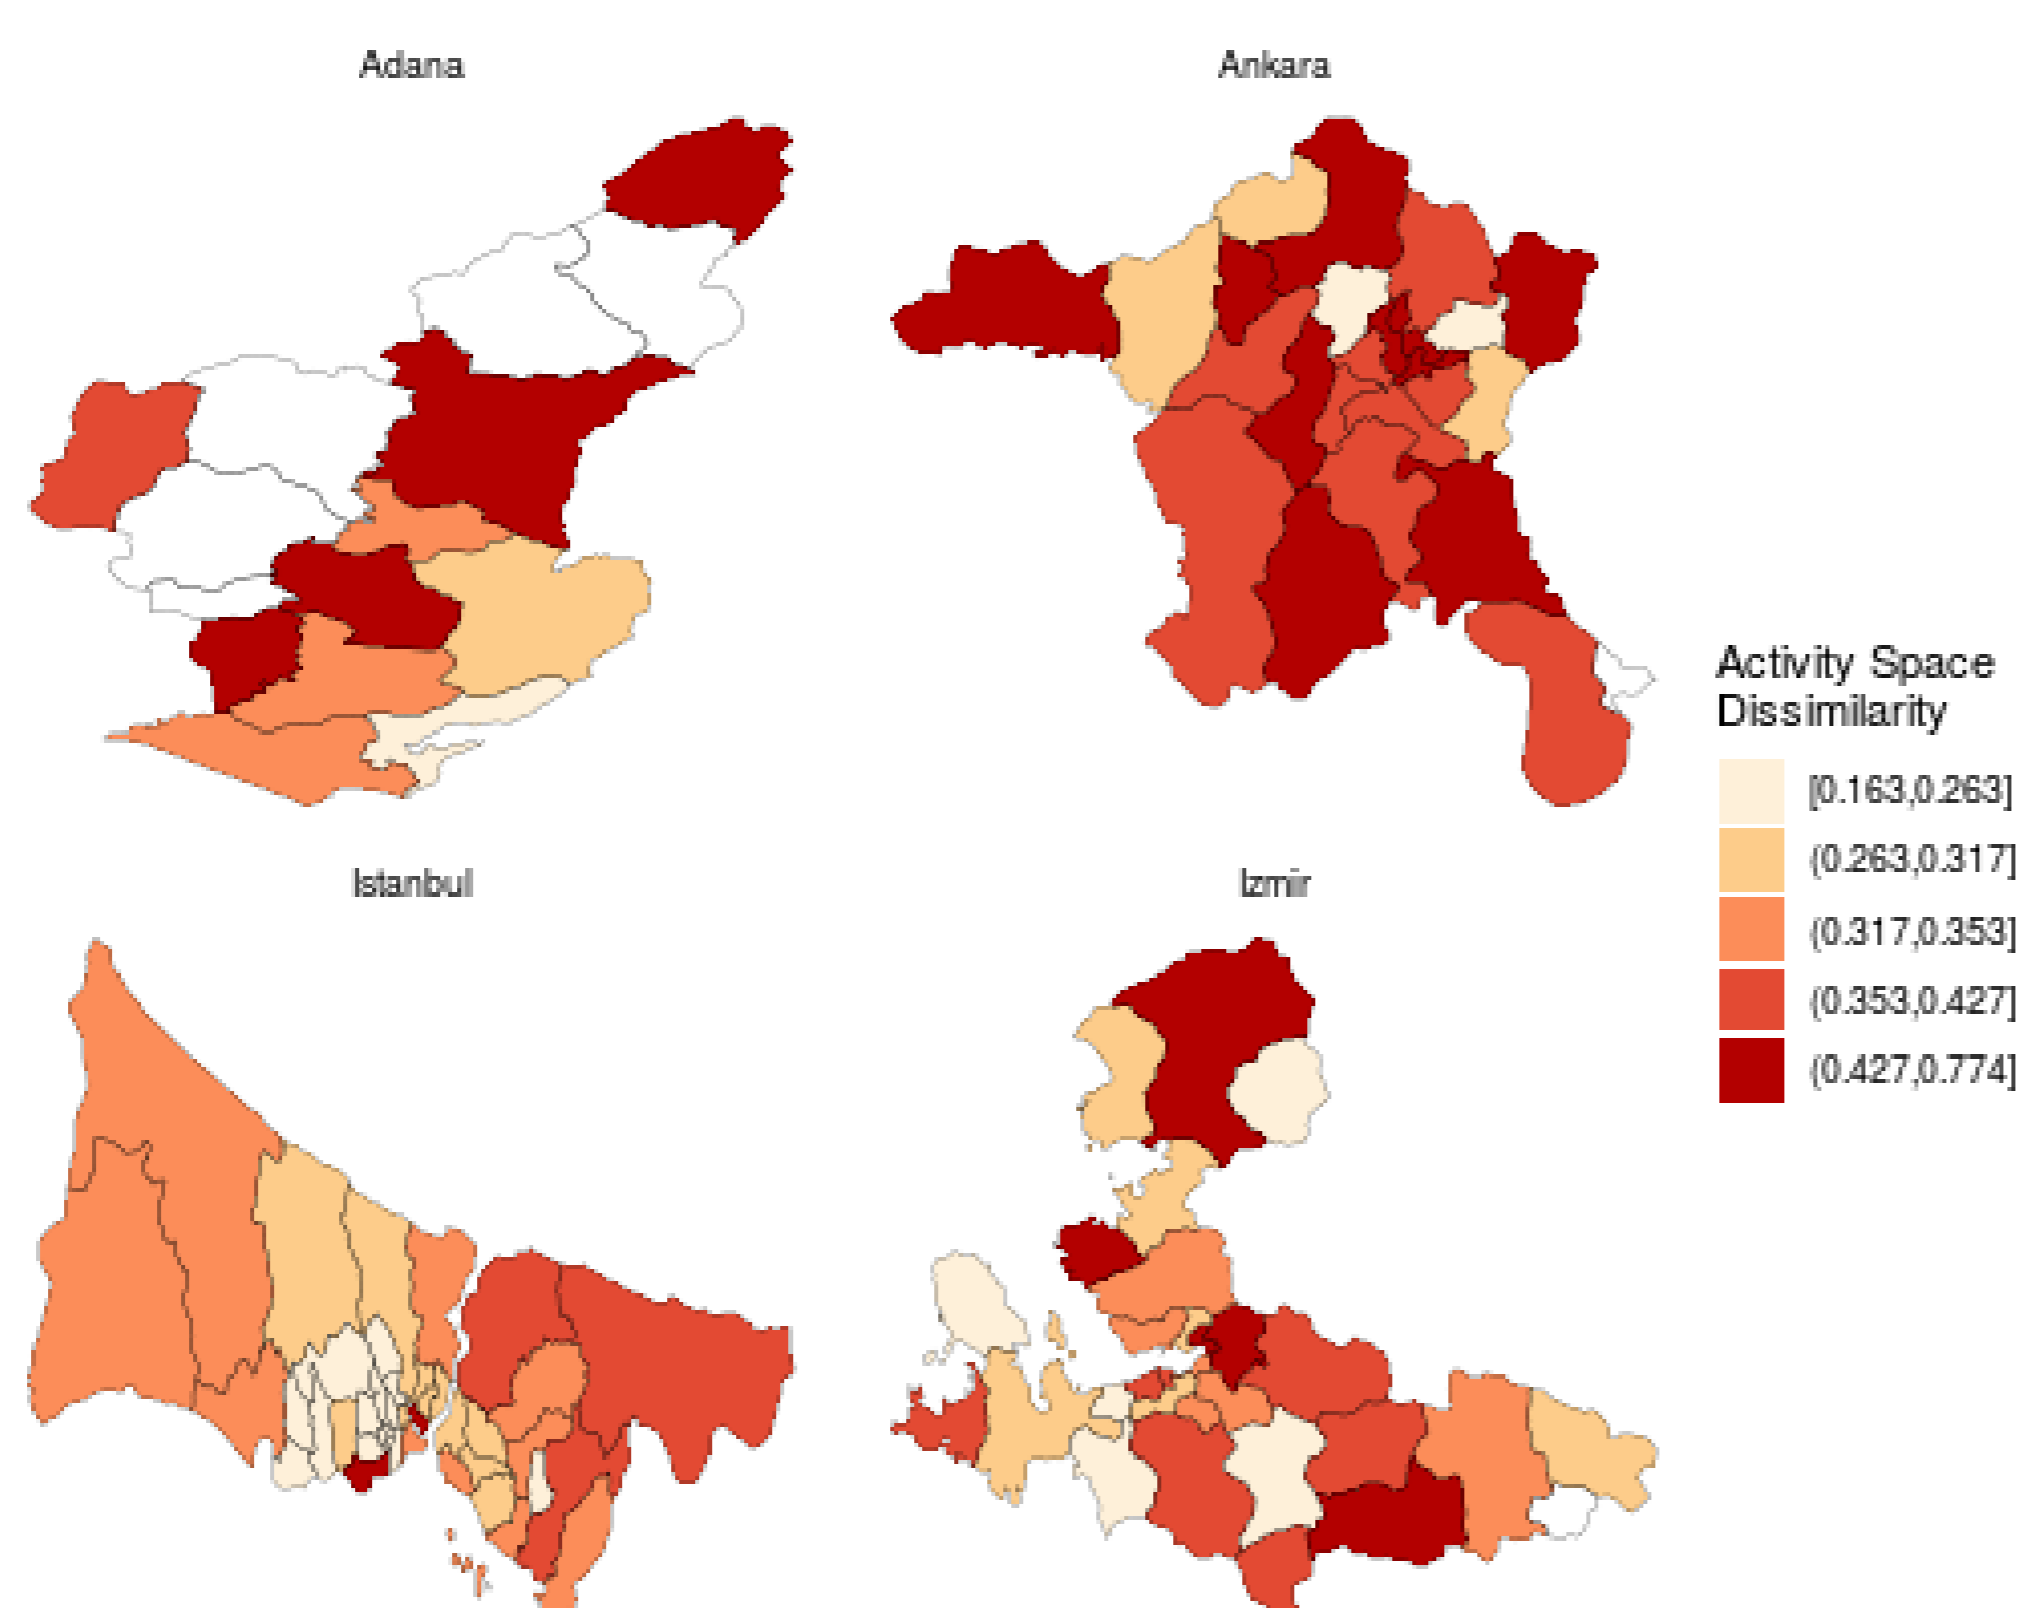 Adana
Ankara
Istanbul
Izmir
Activity Space
Dissimilarity
[0.163,0.263]
(0.263,0.317]
(0.317,0.353]
(0.353,0.427]
(0.427,0.774]